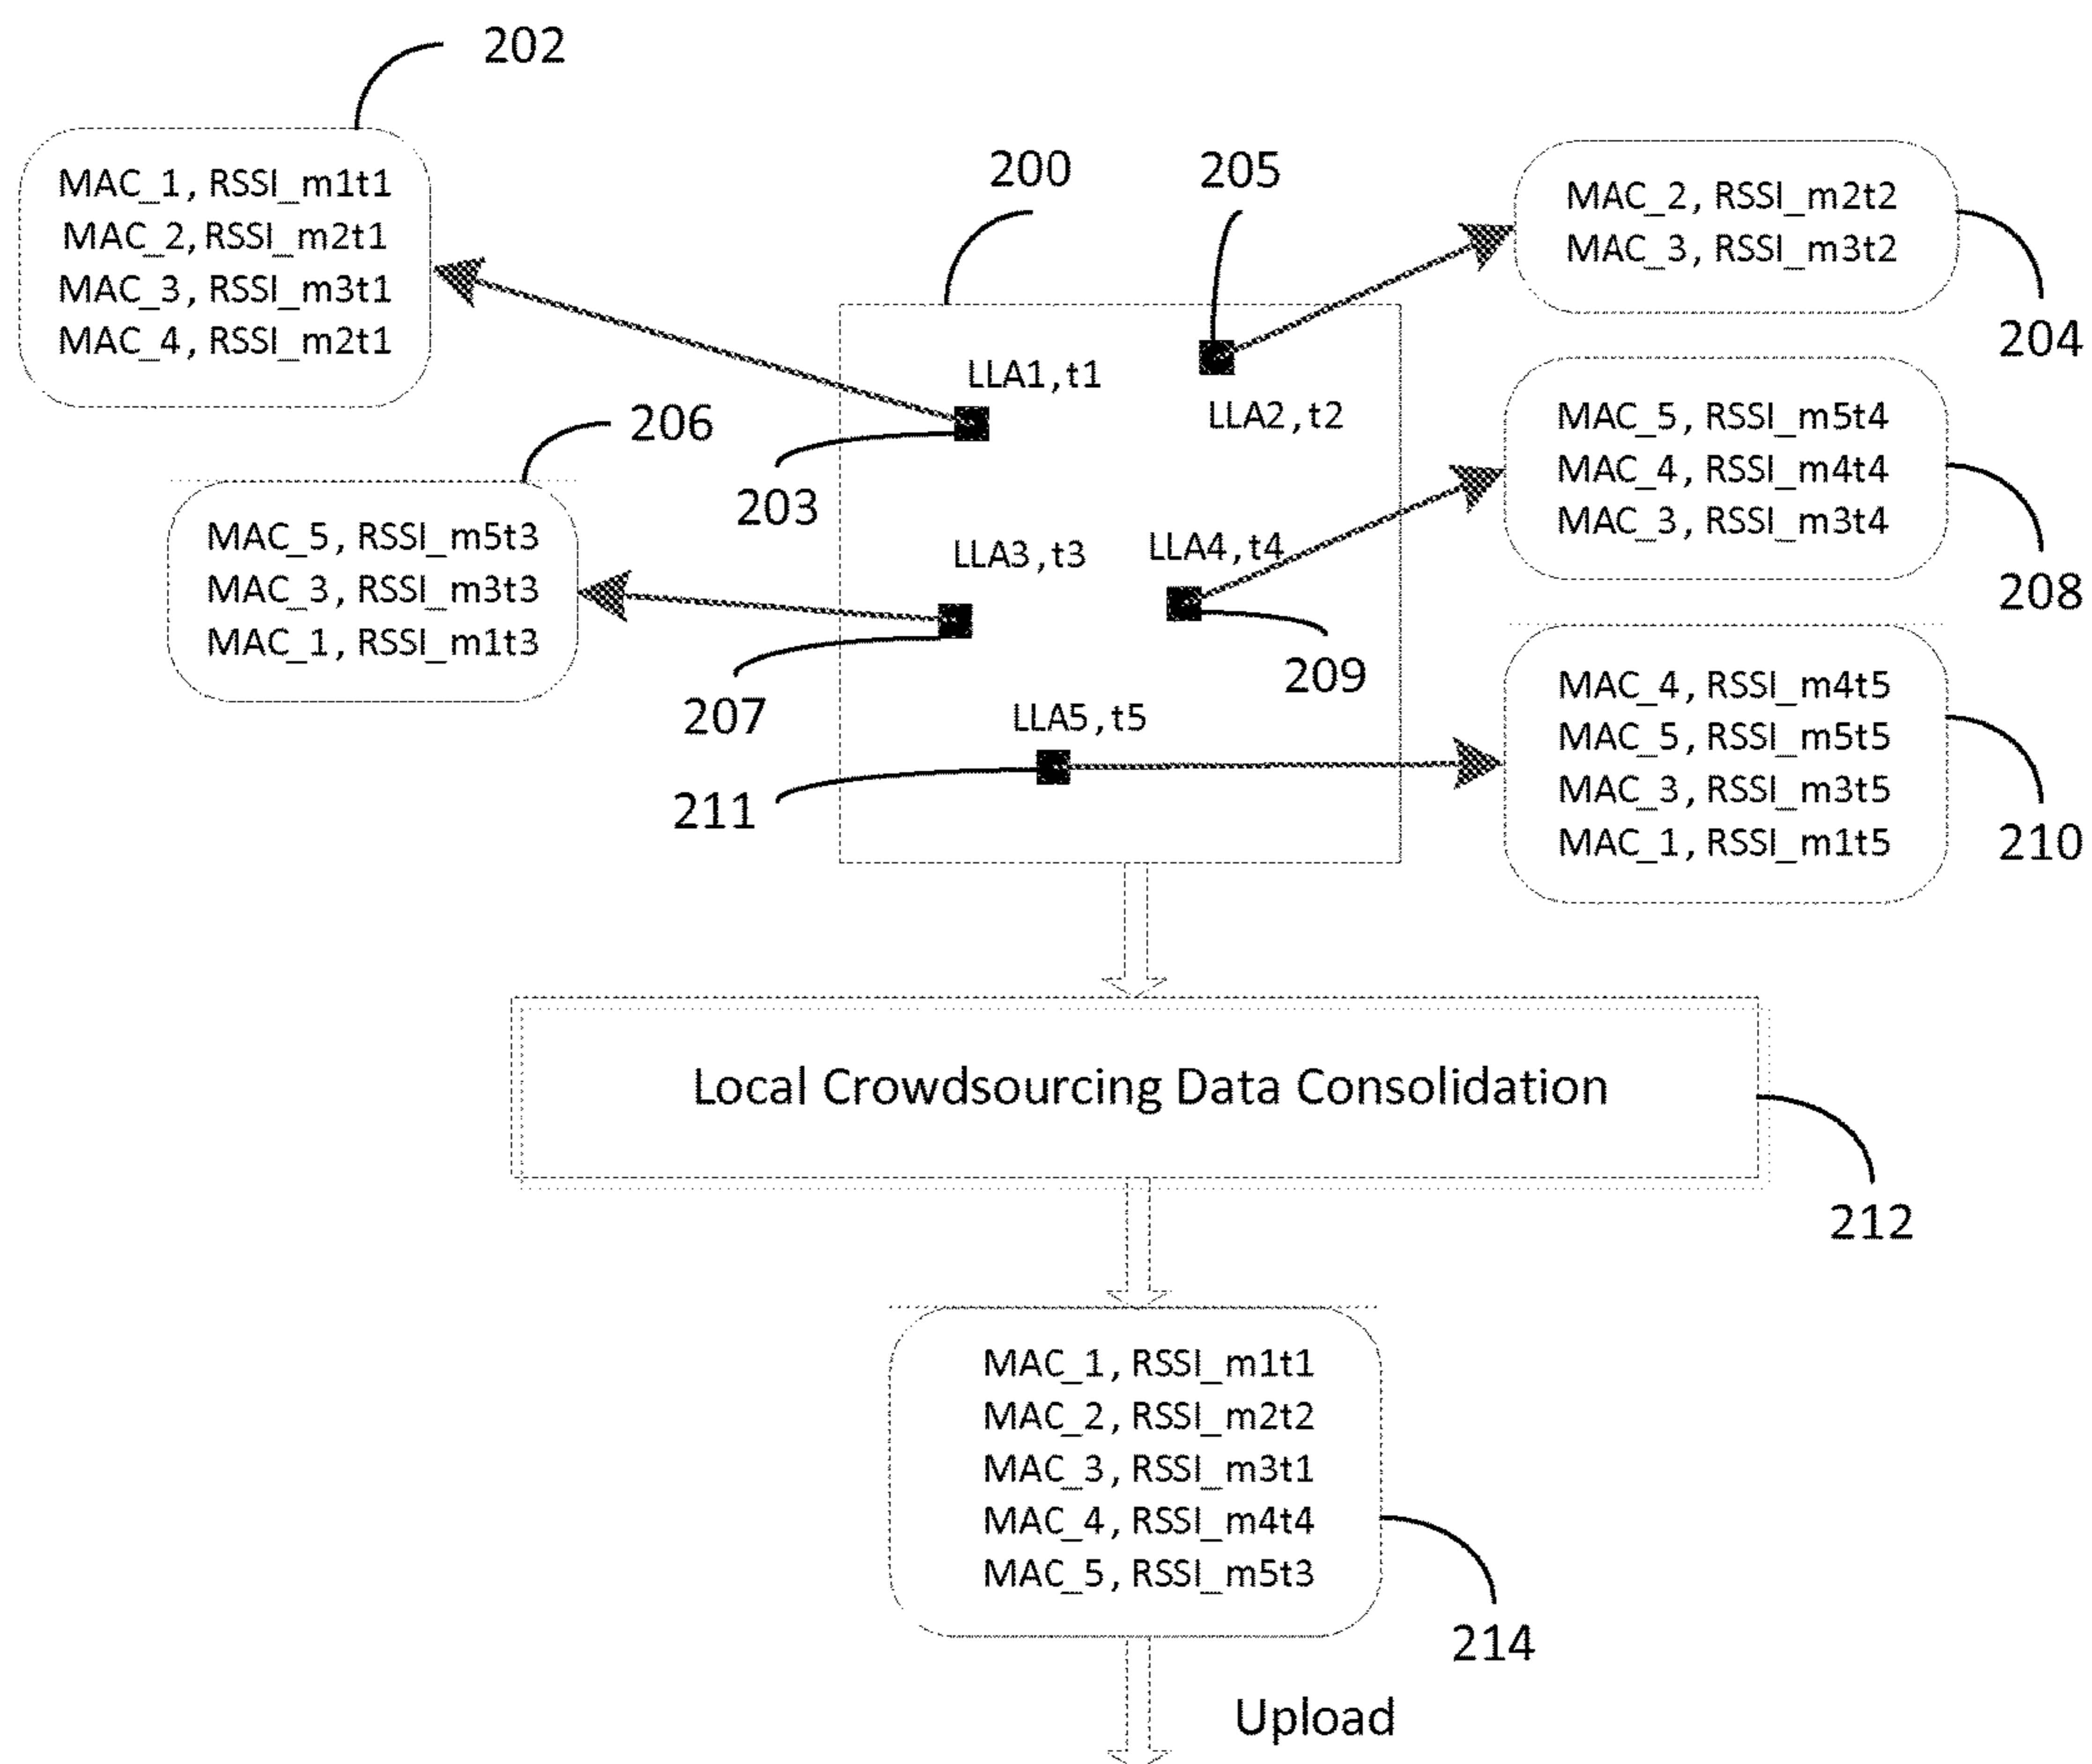 202
MAC_1, RSSI_m1t1
MAC_2, RSSI_m2t1
MAC_3, RSSI_m3t1
MAC_4, RSSI_m2t1
200
205
MAC_2, RSSI_m2t2
MAC_3, RSSI_m3t2
204
LLA1, t1
LLA2, t2
203
206
MAC_5, RSSI_m5t3
MAC_3, RSSI_m3t3
MAC_1, RSSI_m1t3
MAC_5, RSSI_m5t4
MAC_4, RSSI_m4t4
MAC_3, RSSI_m3t4
208
LLA3, t3
LLA4, t4
207
209
LLA5, t5
211
MAC_4, RSSI_m4t5
MAC_5, RSSI_m5t5
MAC_3, RSSI_m3t5
MAC_1, RSSI_m1t5
210
Local Crowdsourcing Data Consolidation
212
MAC_1, RSSI_m1t1
MAC_2, RSSI_m2t2
MAC_3, RSSI_m3t1
MAC_4, RSSI_m4t4
MAC_5, RSSI_m5t3
214
Upload